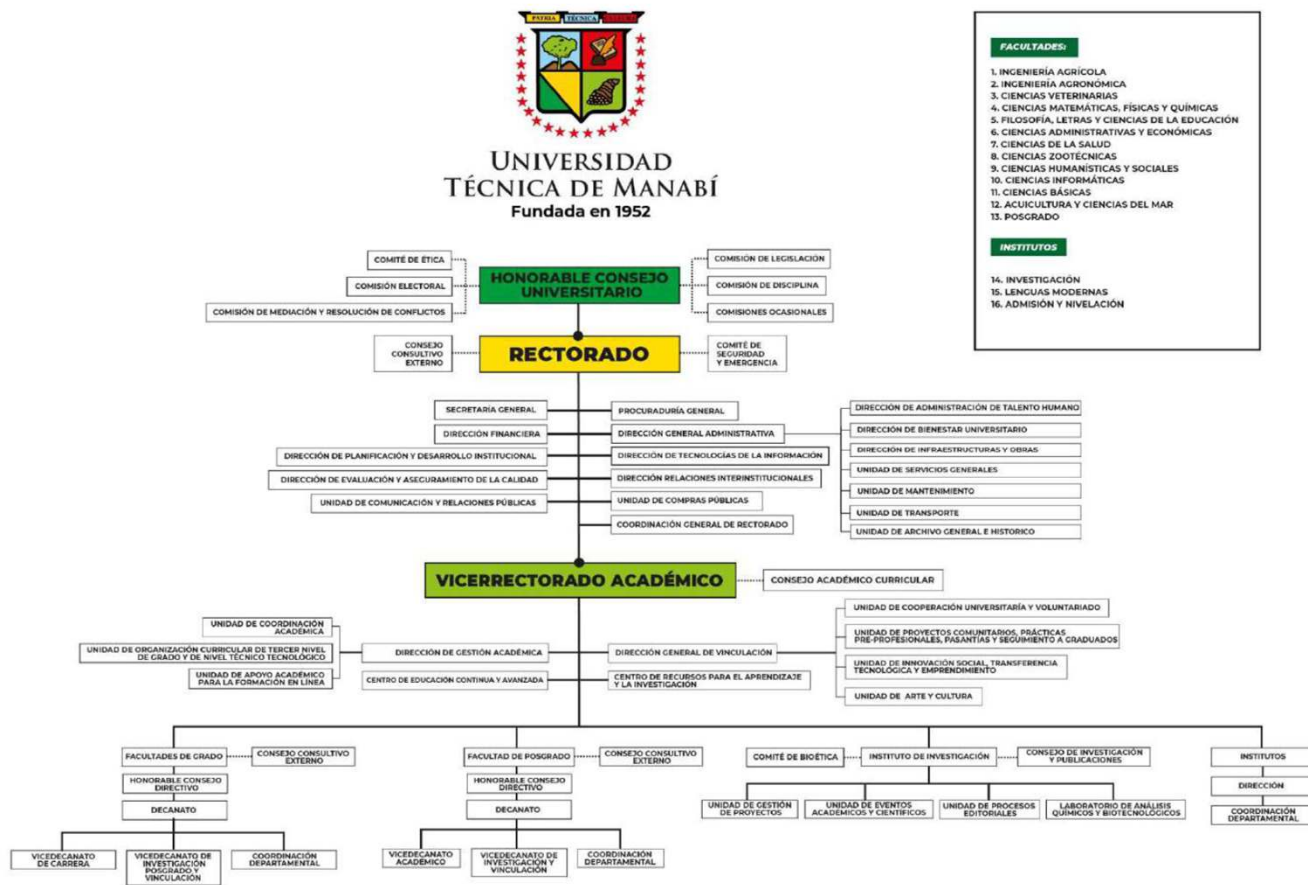 PATRIA TÉCNICA
UNIVERSIDAD
TÉCNICA DE MANABÍ
Fundada en 1952
FACULTADES:
1. INGENIERÍA AGRÍCOLA
2. INGENIERÍA AGRONÓMICA
3. CIENCIAS VETERINARIAS
4. CIENCIAS MATEMÁTICAS, FÍSICAS Y QUÍMICAS
5. FILOSOFÍA, LETRAS Y CIENCIAS DE LA EDUCACIÓN
6. CIENCIAS ADMINISTRATIVAS Y ECONÓMICAS
7. CIENCIAS DE LA SALUD
8. CIENCIAS ZOOTÉCNICAS
9. CIENCIAS HUMANÍSTICAS Y SOCIALES
10. CIENCIAS INFORMÁTICAS
11. CIENCIAS BÁSICAS
12. ACUICULTURA Y CIENCIAS DEL MAR
13. POSGRADO
INSTITUTOS
14. INVESTIGACIÓN
15. LENGUAS MODERNAS
16. ADMISIÓN Y NIVELACIÓN
COMITÉ DE ÉTICA
COMISIÓN ELECTORAL
COMISIÓN DE MEDIACIÓN Y RESOLUCIÓN DE CONFLICTOS
HONORABLE CONSEJO
UNIVERSITARIO
COMISIÓN DE LEGISLACIÓN
COMISIÓN DE DISCIPLINA
COMISIONES OCASIONALES
CONSEJO
CONSULTIVO
EXTERNO
RECTORADO
COMITÉ DE
SEGURIDAD
Y EMERGENCIA
SECRETARÍA GENERAL
DIRECCIÓN FINANCIERA
DIRECCIÓN DE PLANIFICACIÓN Y DESARROLLO INSTITUCIONAL
DIRECCIÓN DE EVALUACIÓN Y ASEGURAMIENTO DE LA CALIDAD
UNIDAD DE COMUNICACIÓN Y RELACIONES PÚBLICAS
PROCURADURÍA GENERAL
DIRECCIÓN GENERAL ADMINISTRATIVA
DIRECCIÓN DE TECNOLOGÍAS DE LA INFORMACIÓN
DIRECCIÓN RELACIONES INTERINSTITUCIONALES
UNIDAD DE COMPRAS PÚBLICAS
COORDINACIÓN GENERAL DE RECTORADO
DIRECCIÓN DE ADMINISTRACIÓN DE TALENTO HUMANO
DIRECCIÓN DE BIENESTAR UNIVERSITARIO
DIRECCIÓN DE INFRAESTRUCTURAS Y OBRAS
UNIDAD DE SERVICIOS GENERALES
UNIDAD DE MANTENIMIENTO
UNIDAD DE TRANSPORTE
UNIDAD DE ARCHIVO GENERAL E HISTORICO
VICERRECTORADO ACADÉMICO
CONSEJO ACADÉMICO CURRICULAR
UNIDAD DE COORDINACIÓN
ACADÉMICA
UNIDAD DE ORGANIZACIÓN CURRICULAR DE TERCER NIVEL
DE GRADO Y DE NIVEL TÉCNICO TECNOLÓGICO
UNIDAD DE APOYO ACADÉMICO
PARA LA FORMACIÓN EN LÍNEA
DIRECCIÓN DE GESTIÓN ACADÉMICA
CENTRO DE EDUCACIÓN CONTINUA Y AVANZADA
DIRECCIÓN GENERAL DE VINCULACIÓN
CENTRO DE RECURSOS PARA EL APRENDIZAJE
Y LA INVESTIGACIÓN
UNIDAD DE COOPERACIÓN UNIVERSITARÍA Y VOLUNTARIADO
UNIDAD DE PROYECTOS COMUNITARIOS, PRÁCTICAS
PRE-PROFESIONALES, PASANTÍAS Y SEGUIMIENTO A GRADUADOS
UNIDAD DE INNOVACIÓN SOCIAL, TRANSFERENCIA
TECNOLÓGICA Y EMPRENDIMIENTO
UNIDAD DE ARTE Y CULTURA
FACULTADES DE GRADO
CONSEJO CONSULTIVO
EXTERNO
HONORABLE CONSEJO
DIRECTIVO
DECANATO
VICEDECANATO
DE CARRERA
VICEDECANATO DE
INVESTIGACIÓN
POSGRADO Y
VINCULACIÓN
COORDINACIÓN
DEPARTAMENTAL
FACULTAD DE POSGRADO
CONSEJO CONSULTIVO
EXTERNO
HONORABLE CONSEJO
DIRECTIVO
DECANATO
VICEDECANATO
ACADÉMICO
VICEDECANATO DE
INVESTIGACIÓN Y
VINCULACIÓN
COORDINACIÓN
DEPARTAMENTAL
COMITÉ DE BIOÉTICA
INSTITUTO DE INVESTIGACIÓN
CONSEJO DE INVESTIGACIÓN
Y PUBLICACIONES
UNIDAD DE GESTIÓN
DE PROYECTOS
UNIDAD DE EVENTOS
ACADÉMICOS Y CIENTÍFICOS
UNIDAD DE PROCESOS
EDITORIALES
LABORATORIO DE ANÁLISIS
QUÍMICOS Y BIOTECNOLÓGICOS
INSTITUTOS
DIRECCIÓN
COORDINACIÓN
DEPARTAMENTAL